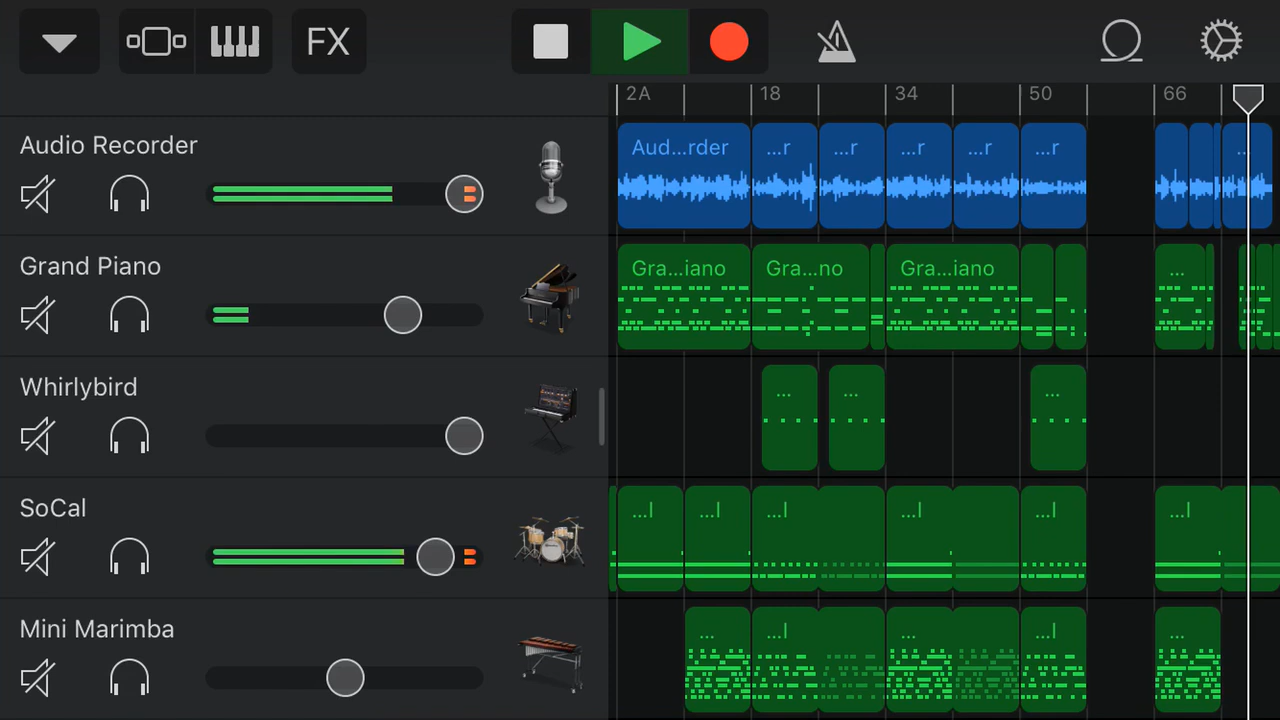 FX
2A 18 34 50 66
Audio Recorder
Aud...rder ...r ...r ...r ...r ...r ...
Grand Piano
Gra...iano Gra...no Gra...iano ...
Whirlybird
... ... ...
SoCal
...l ...l ...l ...l ...l ...l
Mini Marimba
... ...l ... ...l ...